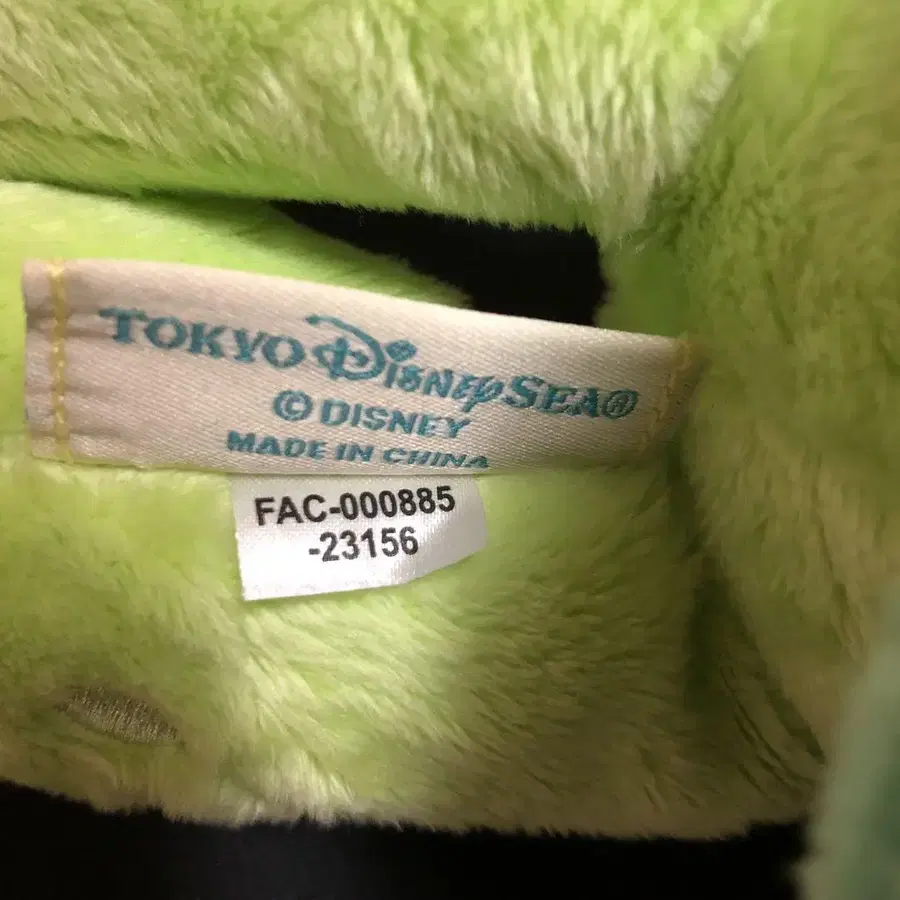 TOKYO DISNEYSEA®
© DISNEY
MADE IN CHINA
FAC-000885
-23156